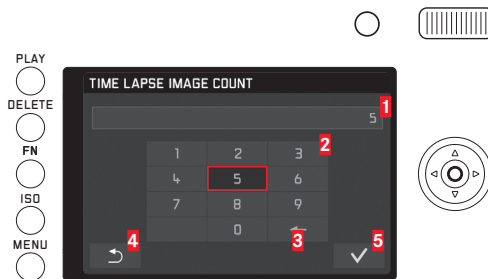 PLAY
DELETE
FN
ISO
MENU
TIME LAPSE IMAGE COUNT
5 1
1 2 3 2
4 5 6
7 8 9
0 3
4 5